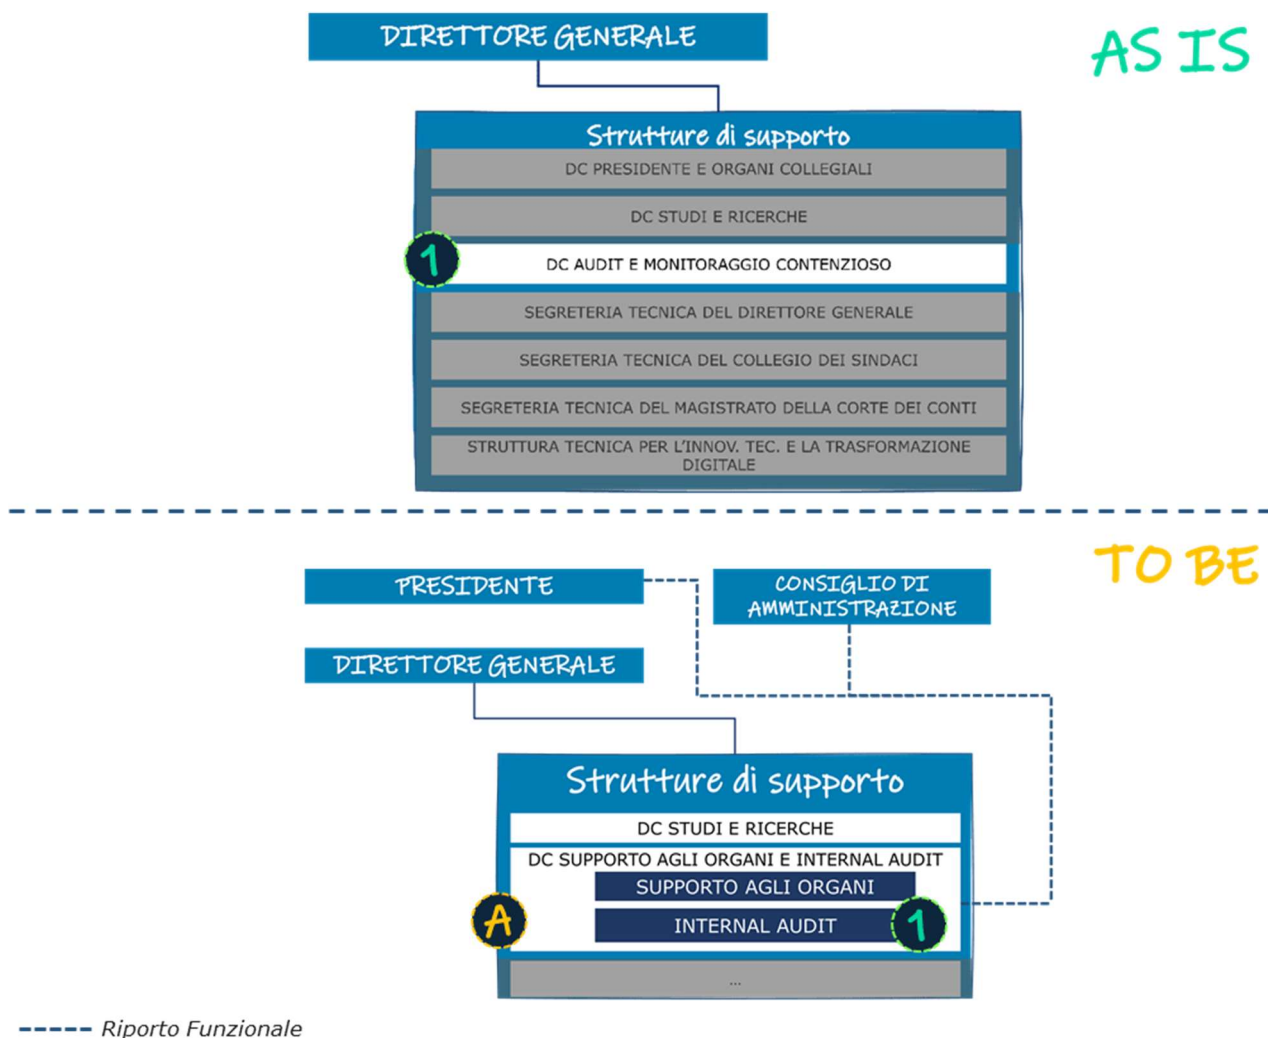 DIRETTORE GENERALE
AS IS
Strutture di supporto
DC PRESIDENTE E ORGANI COLLEGIALI
DC STUDI E RICERCHE
1
DC AUDIT E MONITORAGGIO CONTENZIOSO
SEGRETERIA TECNICA DEL DIRETTORE GENERALE
SEGRETERIA TECNICA DEL COLLEGIO DEI SINDACI
SEGRETERIA TECNICA DEL MAGISTRATO DELLA CORTE DEI CONTI
STRUTTURA TECNICA PER L'INNOV. TEC. E LA TRASFORMAZIONE
DIGITALE
TO BE
PRESIDENTE
CONSIGLIO DI
AMMINISTRAZIONE
DIRETTORE GENERALE
Strutture di supporto
DC STUDI E RICERCHE
DC SUPPORTO AGLI ORGANI E INTERNAL AUDIT
SUPPORTO AGLI ORGANI
A
INTERNAL AUDIT
1
...
Riporto Funzionale